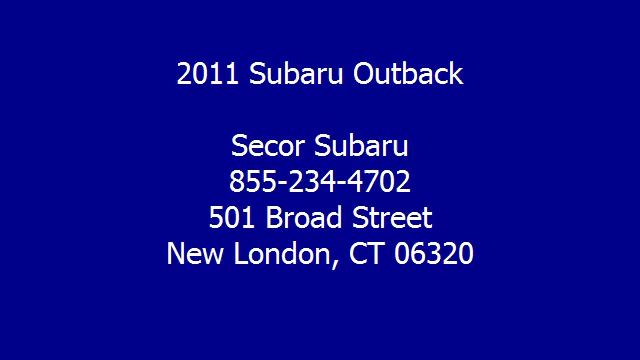 2011 Subaru Outback
Secor Subaru
855-234-4702
501 Broad Street
New London, CT 06320